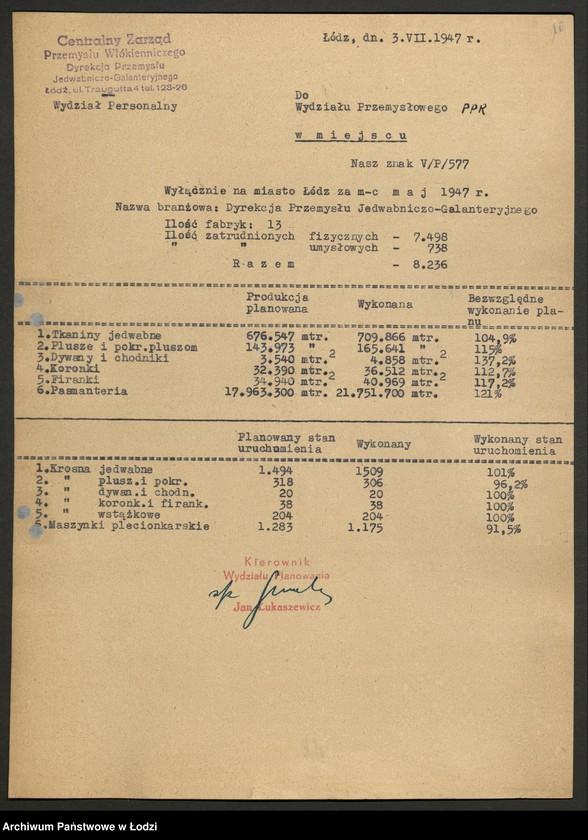 16
Centralny Zarząd
Przemysłu Włókienniczego
Dyrekcja Przemysłu
Jedwabniczo-Galanteryjnego
Łódź, ul. Traugutta 4 tel. 123-26
Wydział Personalny
Łódź, dn. 3.VII.1947 r.
Do
Wydziału Przemysłowego PPR
w miejscu
Nasz znak V/P/577
Wyłącznie na miasto Łódź za m-c maj 1947 r.
Nazwa branżowa: Dyrekcja Przemysłu Jedwabniczo-Galanteryjnego
Ilość fabryk: 13
Ilość zatrudnionych fizycznych - 7.498
" " umysłowych - 738
Razem - 8.236
Produkcja planowana Wykonana Bezwzględne wykonanie planu
1.Tkaniny jedwabne 676.547 mtr. 709.866 mtr. 104,9%
2.Plusze i pokr.pluszom 143.973 " 165.641 " 115%
3.Dywany i chodniki 3.540 mtr.2 4.858 mtr.2 137,2%
4.Koronki 32.390 mtr. 36.512 mtr. 112,7%
5.Firanki 34.940 mtr.2 40.969 mtr.2 117,2%
6.Pasmanteria 17.963.300 mtr. 21.751.700 mtr. 121%
Planowany stan uruchomienia Wykonany Wykonany stan uruchomienia
1.Krosna jedwabne 1.494 1509 101%
2. " plusz.i pokr. 318 306 96,2%
3. " dywan.i chodn. 20 20 100%
4. " koronk.i firank. 38 38 100%
5. " wstążkowe 204 204 100%
6.Maszynki plecionkarskie 1.283 1.175 91,5%
Kierownik
Wydziału Planowania
Jan Łukaszewicz
Archiwum Państwowe w Łodzi